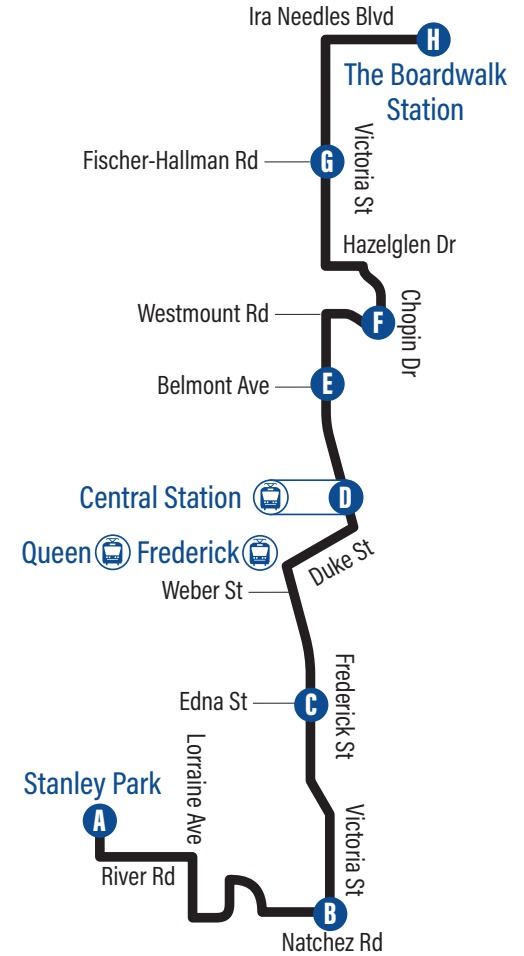 Ira Needles Blvd
H
The Boardwalk
Station
Victoria St
Fischer-Hallman Rd
G
Hazelglen Dr
Westmount Rd
F
Chopin Dr
Belmont Ave
E
Central Station
D
Queen
Frederick
Duke St
Weber St
Frederick St
Edna St
C
Lorraine Ave
Stanley Park
A
Victoria St
River Rd
B
Natchez Rd